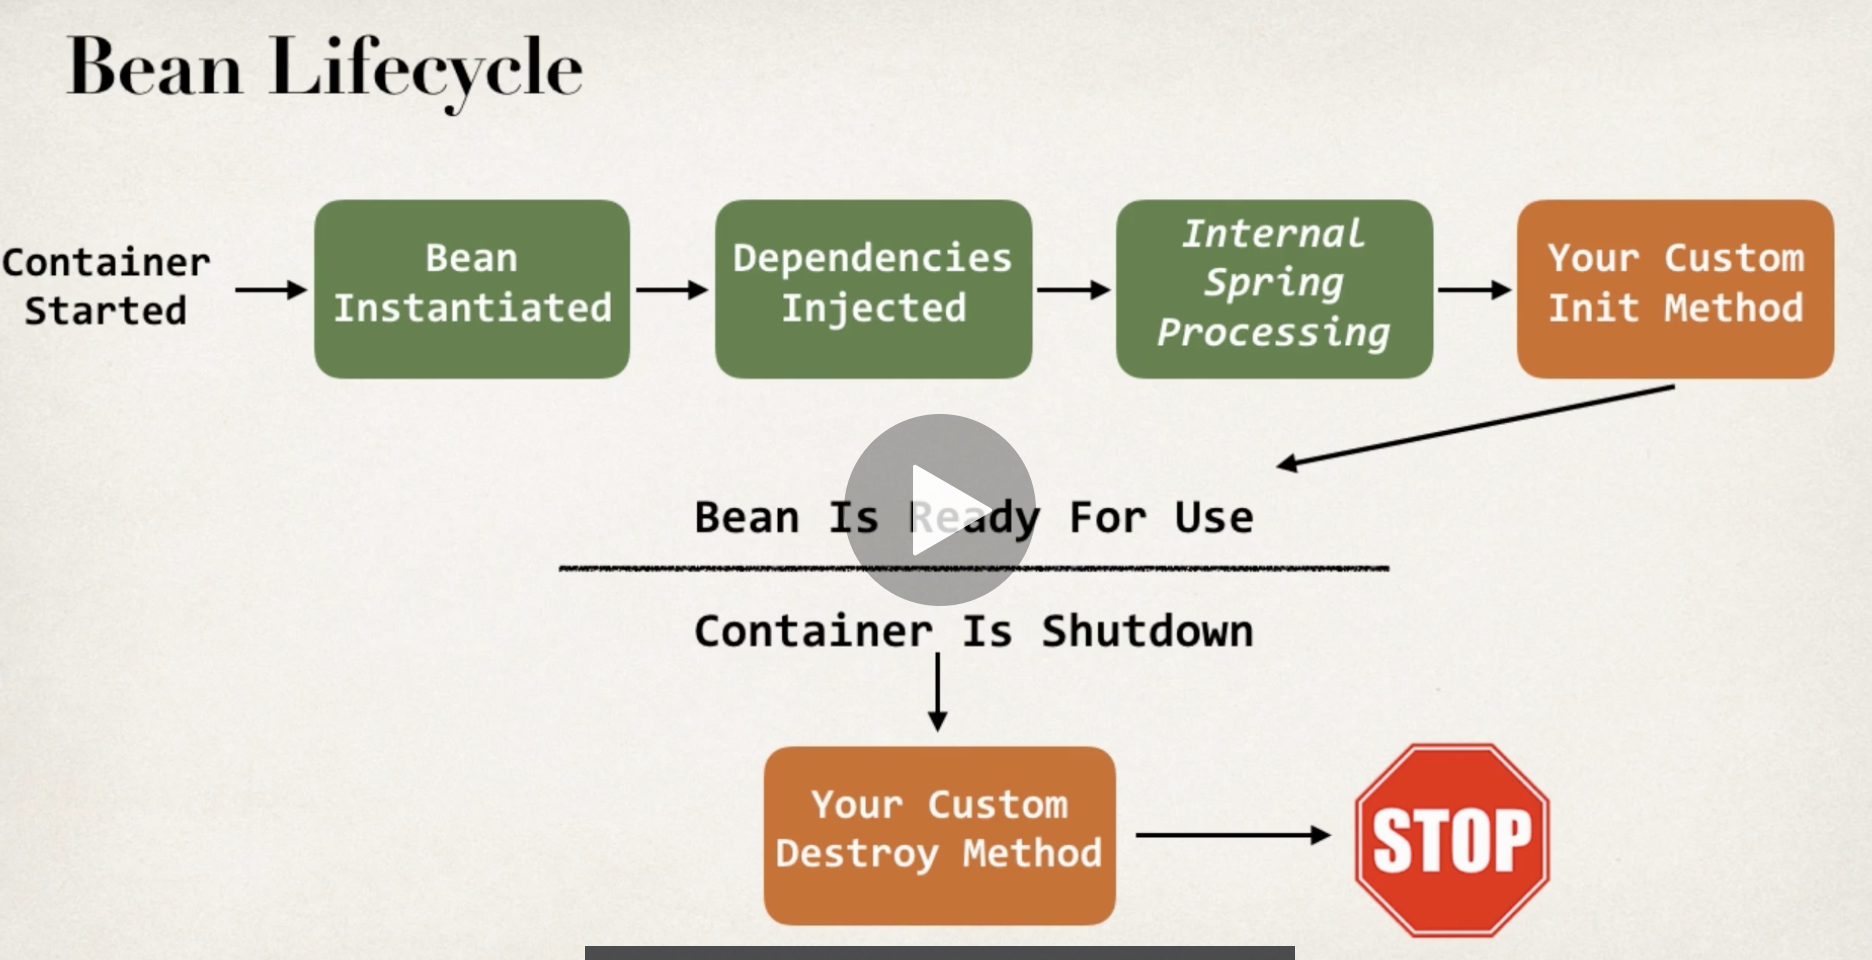 Bean Lifecycle
Container
Started
Bean
Instantiated
Dependencies
Injected
Internal
Spring
Processing
Your Custom
Init Method
Bean Is Ready For Use
Container Is Shutdown
Your Custom
Destroy Method
STOP